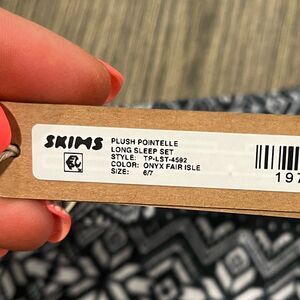 SKIMS
PLUSH POINTELLE
LONG SLEEP SET
STYLE: TP-LST-4592
COLOR: ONYX FAIR ISLE
SIZE: 6/7
197